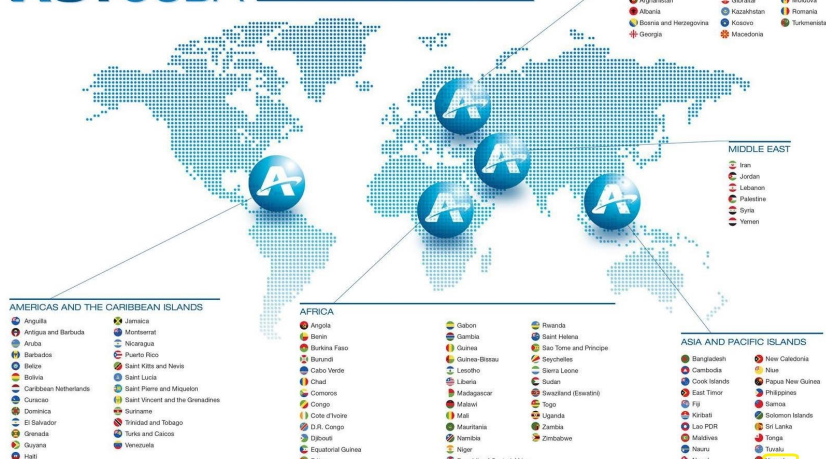 Afghanistan
Gibraltar
Moldova
Albania
Kazakhstan
Romania
Bosnia and Herzegovina
Kosovo
Turkmenista
Georgia
Macedonia
MIDDLE EAST
Iran
Jordan
Lebanon
Palestine
Syria
Yemen
AMERICAS AND THE CARIBBEAN ISLANDS
Anguilla
Antigua and Barbuda
Aruba
Barbados
Belize
Bolivia
Caribbean Netherlands
Curacao
Dominica
El Salvador
Grenada
Guyana
Haiti
Jamaica
Montserrat
Nicaragua
Puerto Rico
Saint Kitts and Nevis
Saint Lucia
Saint Pierre and Miquelon
Saint Vincent and the Grenadines
Suriname
Trinidad and Tobago
Turks and Caicos
Venezuela
AFRICA
Angola
Benin
Burkina Faso
Burundi
Cabo Verde
Chad
Comoros
Congo
Cote d'Ivoire
D.R. Congo
Djibouti
Equatorial Guinea
Gabon
Gambia
Guinea
Guinea-Bissau
Lesotho
Liberia
Madagascar
Malawi
Mali
Mauritania
Namibia
Niger
Rwanda
Saint Helena
Sao Tome and Principe
Seychelles
Sierra Leone
Sudan
Swaziland (Eswatini)
Togo
Uganda
Zambia
Zimbabwe
ASIA AND PACIFIC ISLANDS
Bangladesh
Cambodia
Cook Islands
East Timor
Fiji
Kiribati
Lao PDR
Maldives
Nauru
New Caledonia
Niue
Papua New Guinea
Philippines
Samoa
Solomon Islands
Sri Lanka
Tonga
Tuvalu